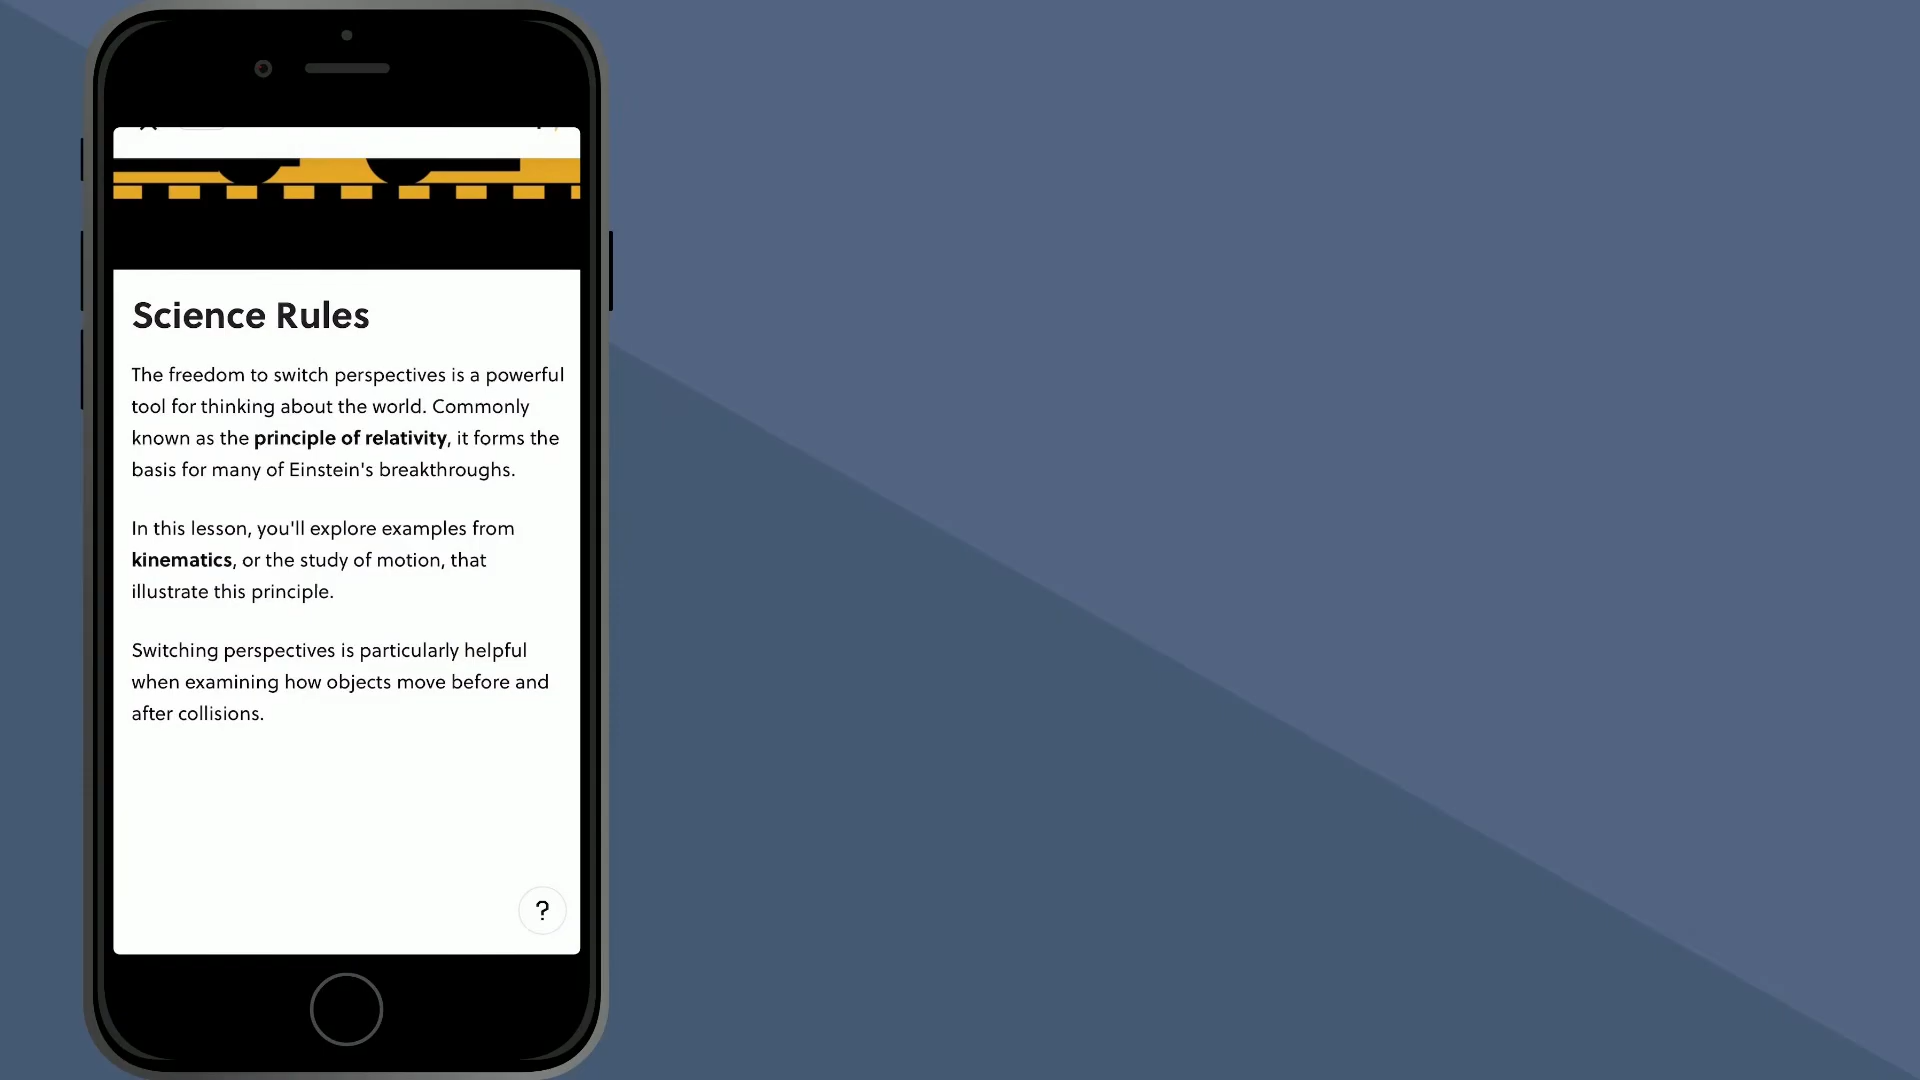 Science Rules
The freedom to switch perspectives is a powerful
tool for thinking about the world. Commonly
known as the principle of relativity, it forms the
basis for many of Einstein's breakthroughs.
In this lesson, you'll explore examples from
kinematics, or the study of motion, that
illustrate this principle.
Switching perspectives is particularly helpful
when examining how objects move before and
after collisions.
?